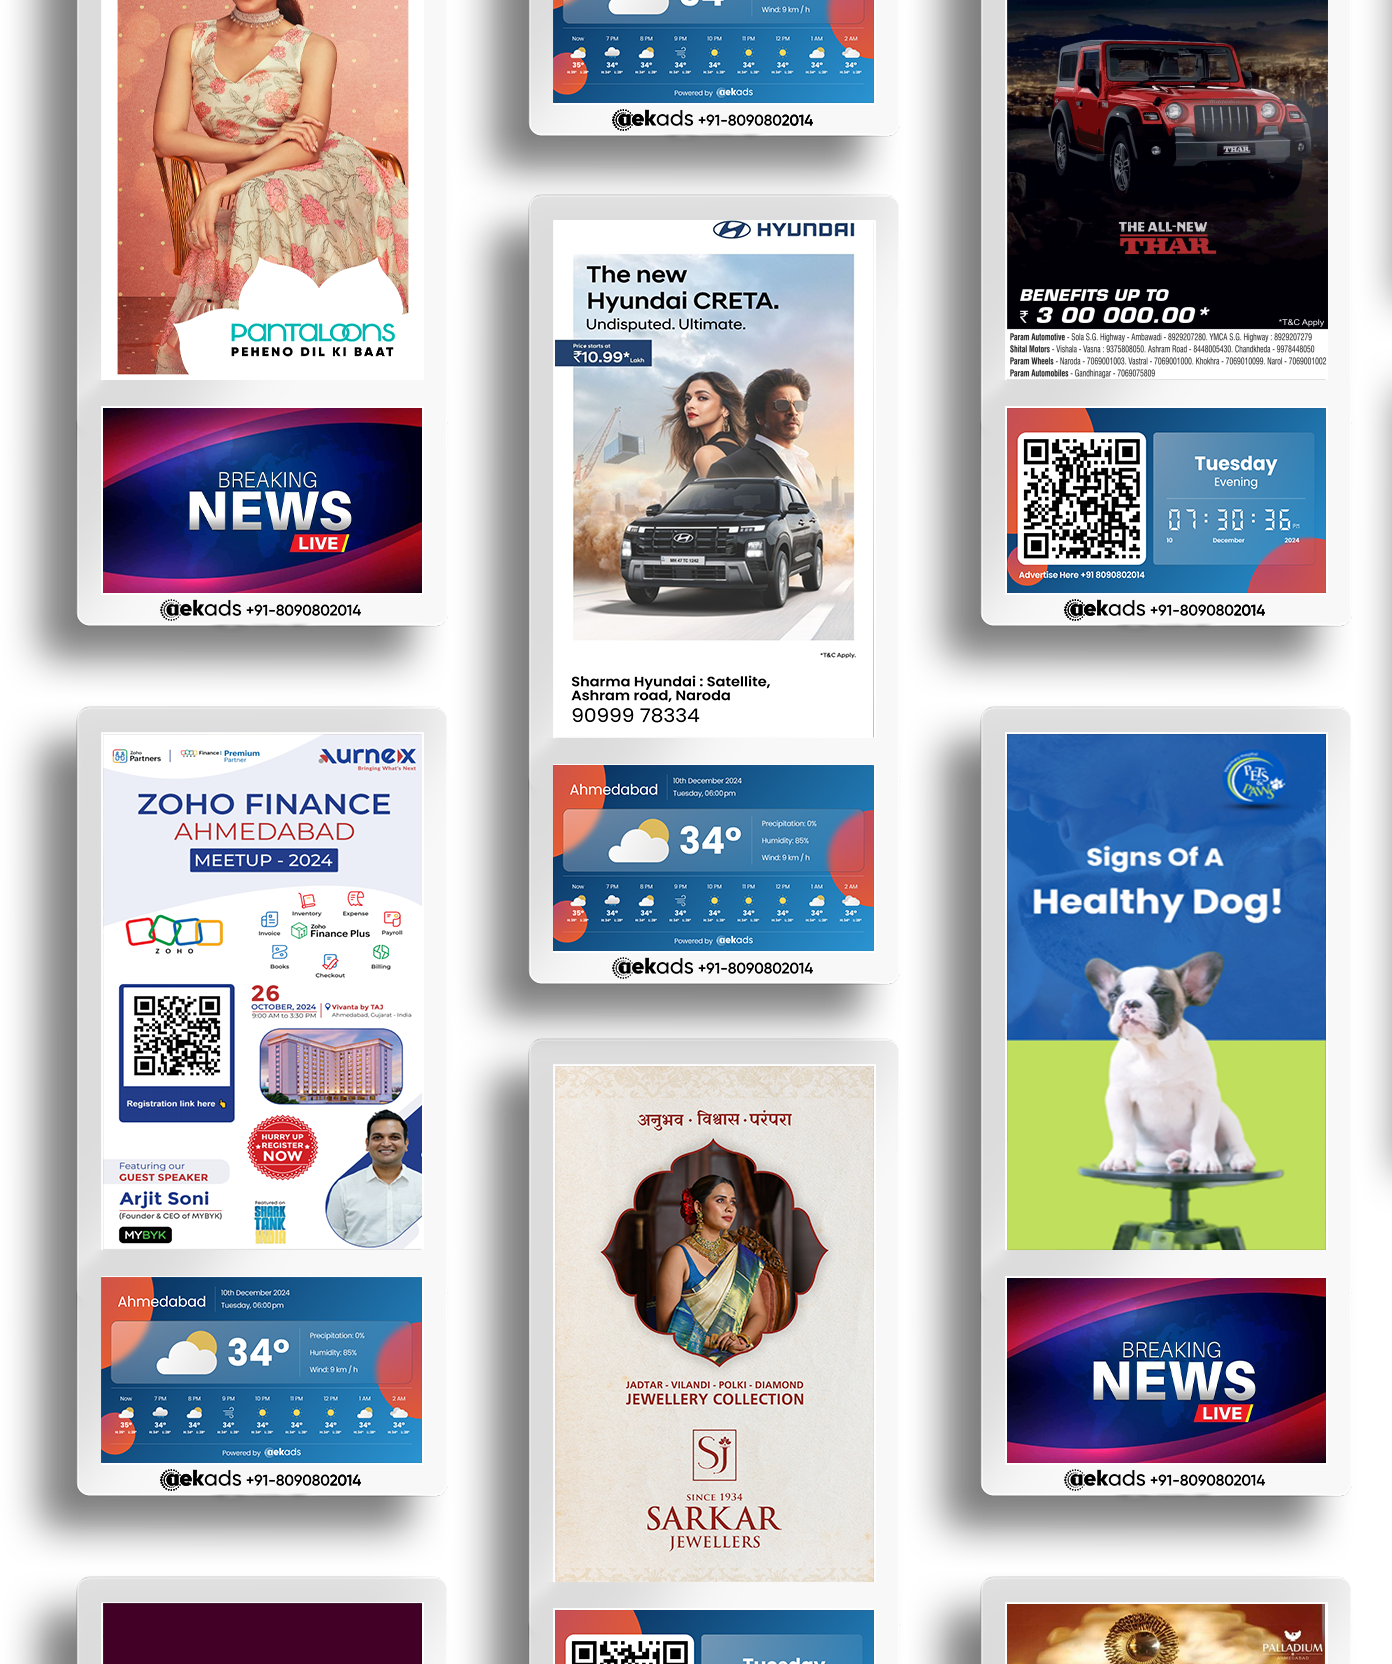 PANTALOONS
PEHENO DIL KI BAAT
BREAKING
NEWS
LIVE
aekads +91-8090802014
Zoho
Partners
Finance
Premium
Partner
Aurneix
Bringing What's Next
ZOHO FINANCE
AHMEDABAD
MEETUP - 2024
ZOHO
Inventory
Expense
Invoice
Zoho
Finance Plus
Payroll
Books
Checkout
Billing
26
OCTOBER, 2024
9:00 AM to 3:30 PM
Vivanta by TAJ
Ahmedabad, Gujarat - India
Registration link here
HURRY UP
REGISTER
NOW
Featuring our
GUEST SPEAKER
Arjit Soni
(Founder & CEO of MYBYK)
MYBYK
Featured on
SHARK
TANK
INDIA
Ahmedabad
10th December 2024
Tuesday, 06:00pm
34°
Precipitation: 0%
Humidity: 85%
Wind: 9 km / h
Now 7 PM 8 PM 9 PM 10 PM 11 PM 12 PM 1 AM 2 AM
35° 34° 34° 34° 34° 34° 34° 34° 34°
Powered by aekads
aekads +91-8090802014
34°
Wind: 9 km / h
Now 7 PM 8 PM 9 PM 10 PM 11 PM 12 PM 1 AM 2 AM
35° 34° 34° 34° 34° 34° 34° 34° 34°
Powered by aekads
aekads +91-8090802014
HYUNDAI
The new
Hyundai CRETA.
Undisputed. Ultimate.
Price starts at
₹10.99* Lakh
MH 47 TC 1242
*T&C Apply.
Sharma Hyundai : Satellite,
Ashram road, Naroda
90999 78334
Ahmedabad
10th December 2024
Tuesday, 06:00pm
34°
Precipitation: 0%
Humidity: 85%
Wind: 9 km / h
Now 7 PM 8 PM 9 PM 10 PM 11 PM 12 PM 1 AM 2 AM
35° 34° 34° 34° 34° 34° 34° 34° 34°
Powered by aekads
aekads +91-8090802014
अनुभव · विश्वास · परंपरा
JADTAR - VILANDI - POLKI - DIAMOND
JEWELLERY COLLECTION
SJ
SINCE 1934
SARKAR
JEWELLERS
Tuesday
THAR
THE ALL-NEW
THAR
BENEFITS UP TO
₹ 3 00 000.00*
*T&C Apply
Param Automotive - Sola S.G. Highway - Ambawadi - 8929207280. YMCA S.G. Highway : 8929207279
Shital Motors - Vishala - Vasna : 9375808050. Ashram Road - 8448005430. Chandkheda - 9978448050
Param Wheels - Naroda - 7069001003. Vastral - 7069001000. Khokhra - 7069010099. Narol - 7069001002
Param Automobiles - Gandhinagar - 7069075809
Advertise Here +91 8090802014
Tuesday
Evening
07:30:36 PM
10 December 2024
aekads +91-8090802014
PETS
&
PAWS
Signs Of A
Healthy Dog!
BREAKING
NEWS
LIVE
aekads +91-8090802014
PALLADIUM
AHMEDABAD